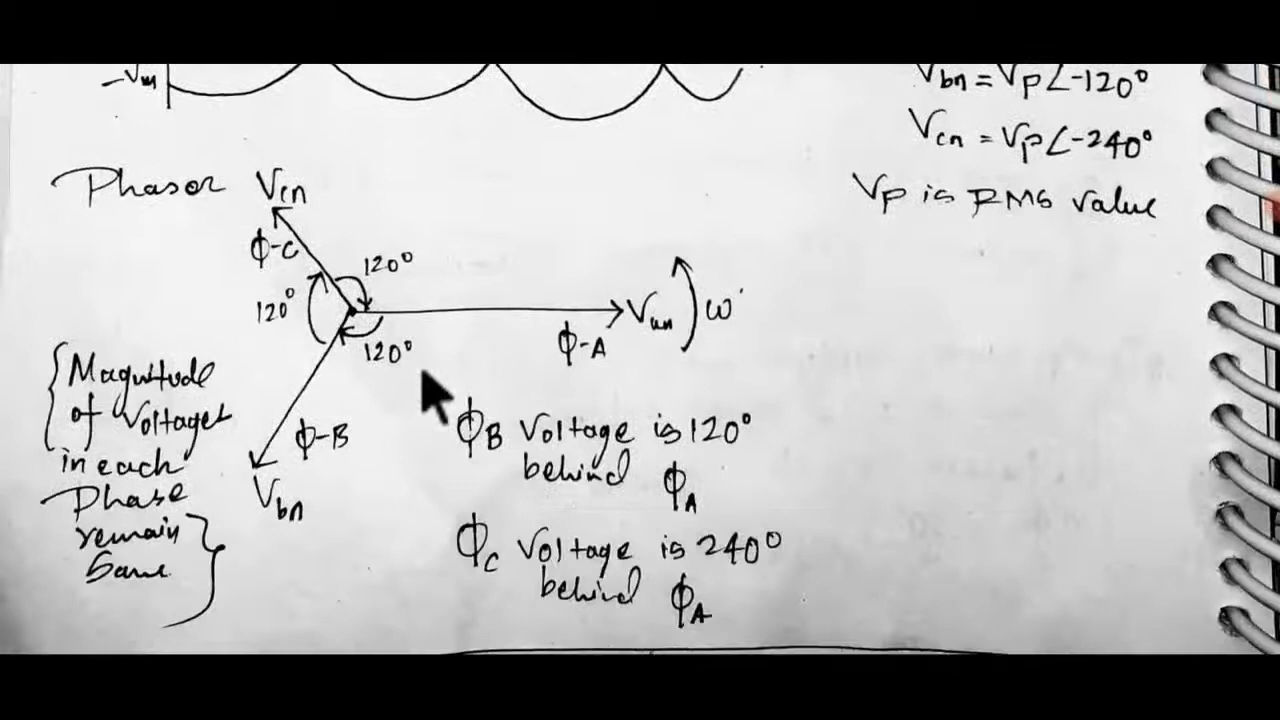 -Vm
Vbn = Vp∠-120°
Vcn = Vp∠-240°
Vp is RMS value
Phasor
Vcn
ϕ-C
120°
120°
120°
Van
ω
ϕ-A
ϕ-B
Vbn
{Magnitude
of Voltages
in each
Phase
remain
Same}
ϕB Voltage is 120°
behind ϕA
ϕC Voltage is 240°
behind ϕA